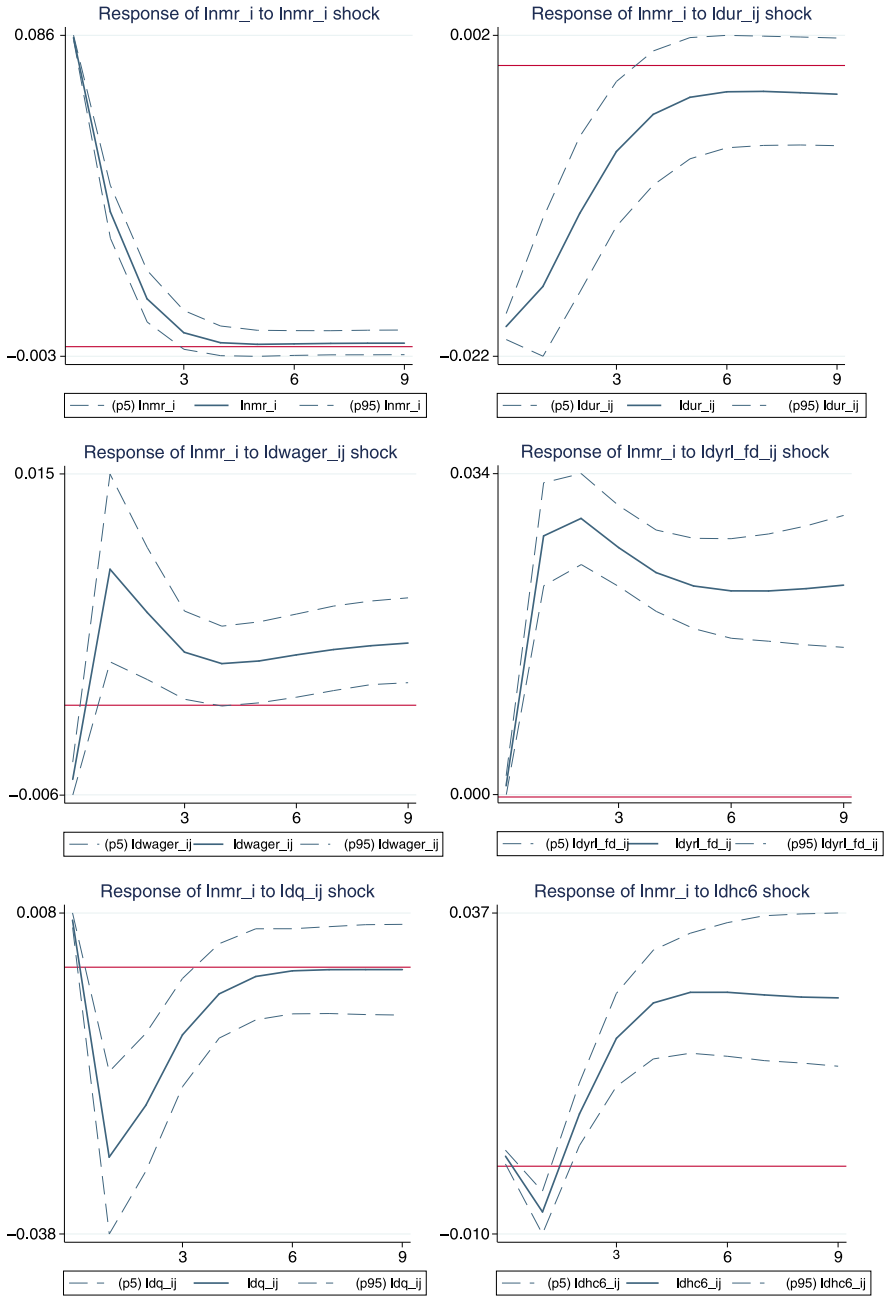 Response of lnmr_i to lnmr_i shock
0.086
−0.003
3 6 9
(p5) lnmr_i lnmr_i (p95) lnmr_i
Response of lnmr_i to ldur_ij shock
0.002
−0.022
3 6 9
(p5) ldur_ij ldur_ij (p95) ldur_ij
Response of lnmr_i to ldwager_ij shock
0.015
−0.006
3 6 9
(p5) ldwager_ij ldwager_ij (p95) ldwager_ij
Response of lnmr_i to ldyrl_fd_ij shock
0.034
0.000
3 6 9
(p5) ldyrl_fd_ij ldyrl_fd_ij (p95) ldyrl_fd_ij
Response of lnmr_i to ldq_ij shock
0.008
−0.038
3 6 9
(p5) ldq_ij ldq_ij (p95) ldq_ij
Response of lnmr_i to ldhc6 shock
0.037
−0.010
3 6 9
(p5) ldhc6_ij ldhc6_ij (p95) ldhc6_ij